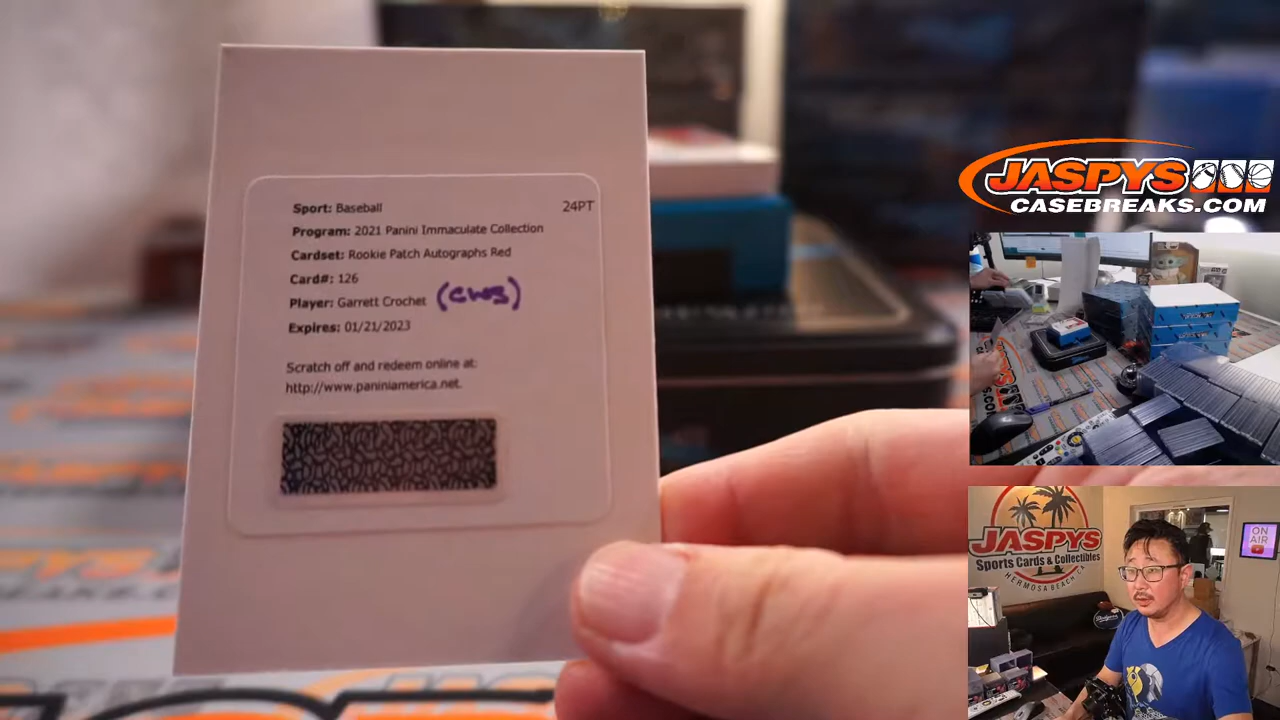 Sport: Baseball
24PT
Program: 2021 Panini Immaculate Collection
Cardset: Rookie Patch Autographs Red
Card#: 126
Player: Garrett Crochet (CHWS)
Expires: 01/21/2023
Scratch off and redeem online at:
http://www.paniniamerica.net.
JASPYS
CASEBREAKS.COM
JASPYS
Sports Cards & Collectibles
HERMOSA BEACH CA
ON
AIR
Dodgers